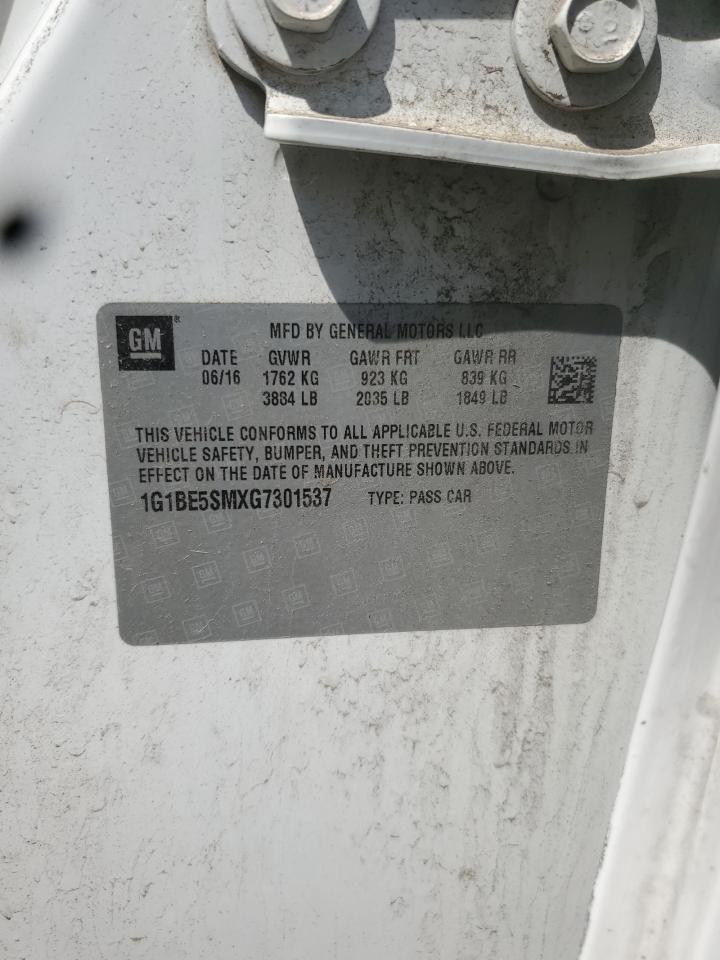 GM
MFD BY GENERAL MOTORS LLC
DATE GVWR GAWR FRT GAWR RR
06/16 1762 KG 923 KG 839 KG
3884 LB 2035 LB 1849 LB
THIS VEHICLE CONFORMS TO ALL APPLICABLE U.S. FEDERAL MOTOR
VEHICLE SAFETY, BUMPER, AND THEFT PREVENTION STANDARDS IN
EFFECT ON THE DATE OF MANUFACTURE SHOWN ABOVE.
1G1BE5SMXG7301537 TYPE: PASS CAR